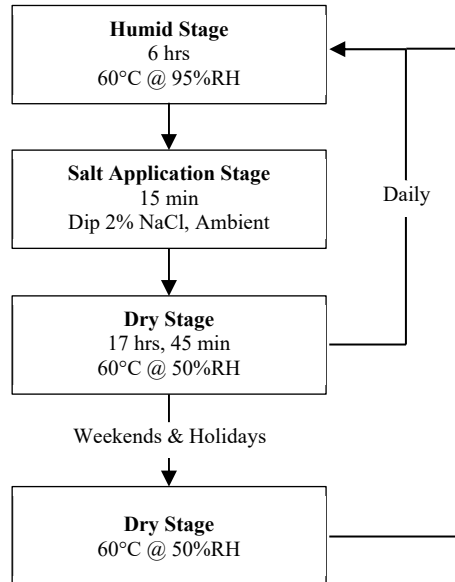 Humid Stage
6 hrs
60°C @ 95%RH
Salt Application Stage
15 min
Dip 2% NaCl, Ambient
Daily
Dry Stage
17 hrs, 45 min
60°C @ 50%RH
Weekends & Holidays
Dry Stage
60°C @ 50%RH